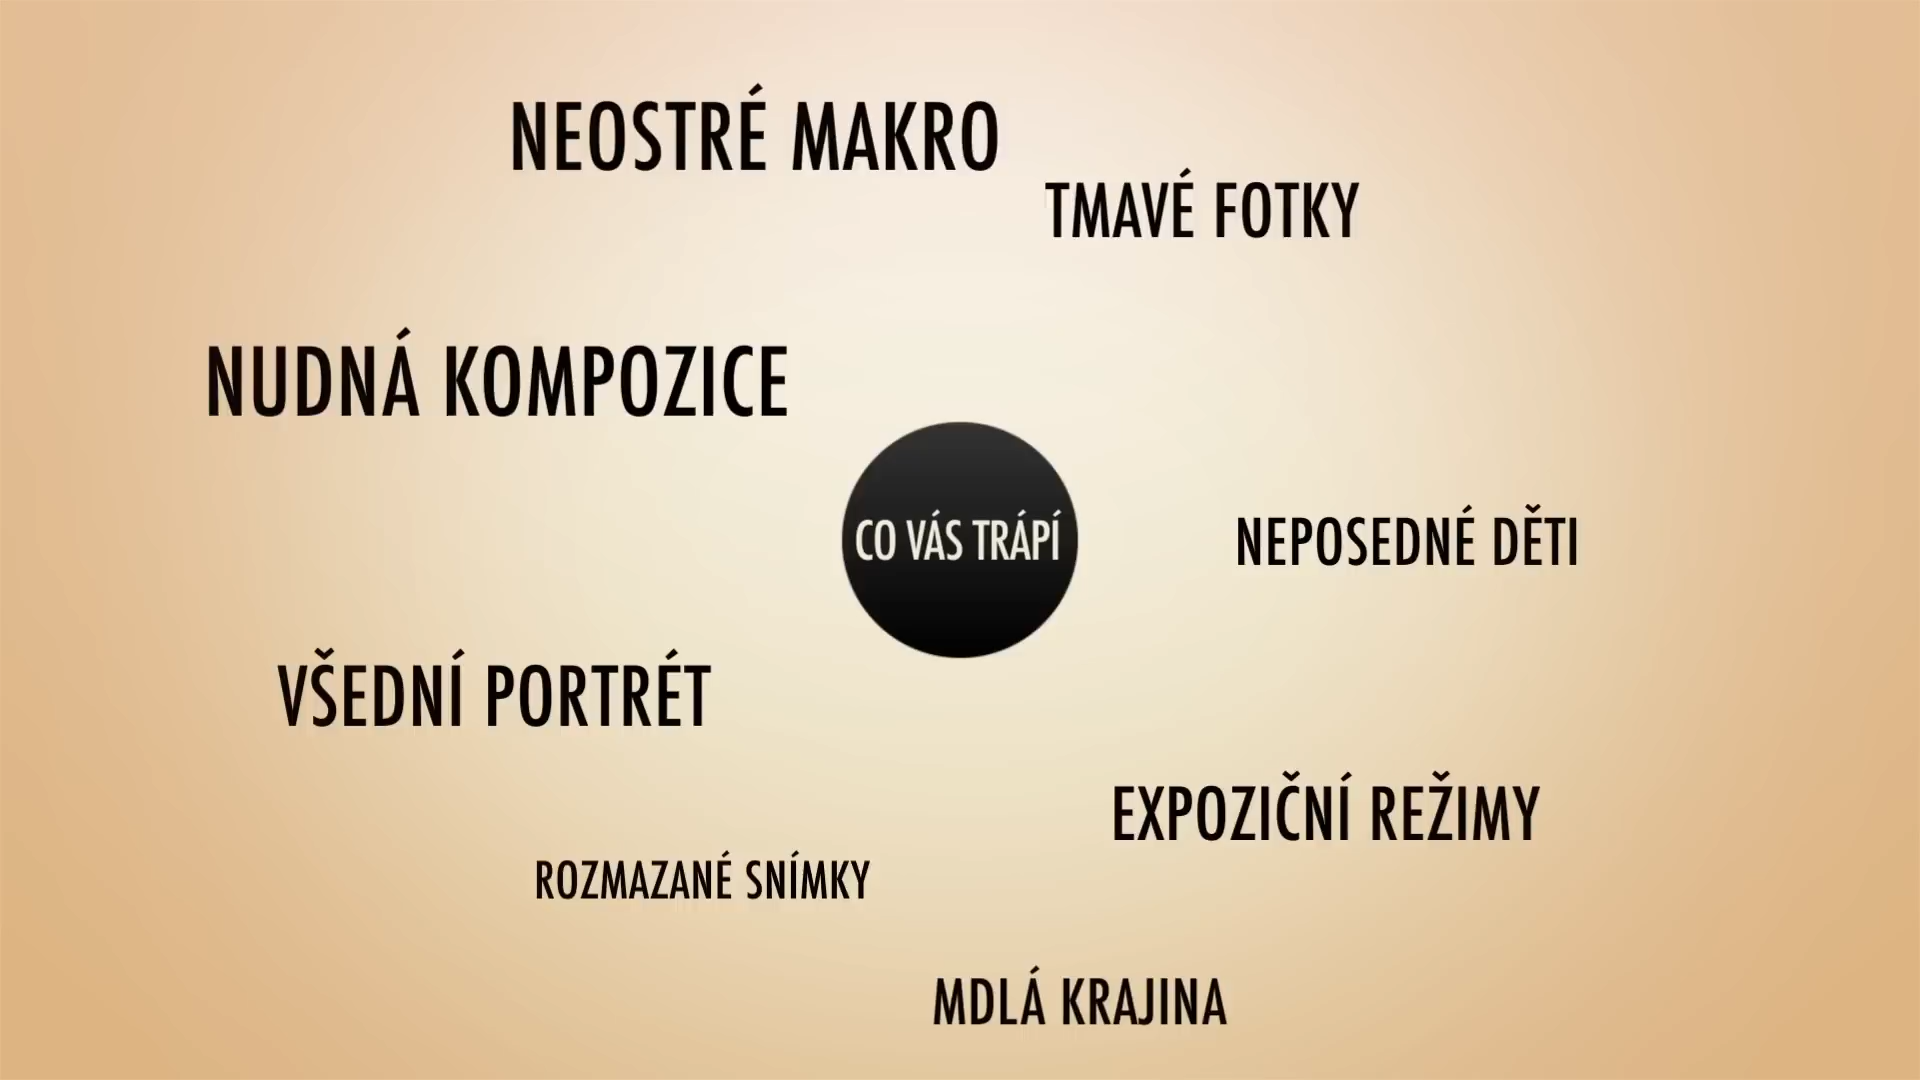 NEOSTRÉ MAKRO
TMAVÉ FOTKY
NUDNÁ KOMPOZICE
CO VÁS TRÁPÍ
NEPOSEDNÉ DĚTI
VŠEDNÍ PORTRÉT
EXPOZIČNÍ REŽIMY
ROZMAZANÉ SNÍMKY
MDLÁ KRAJINA